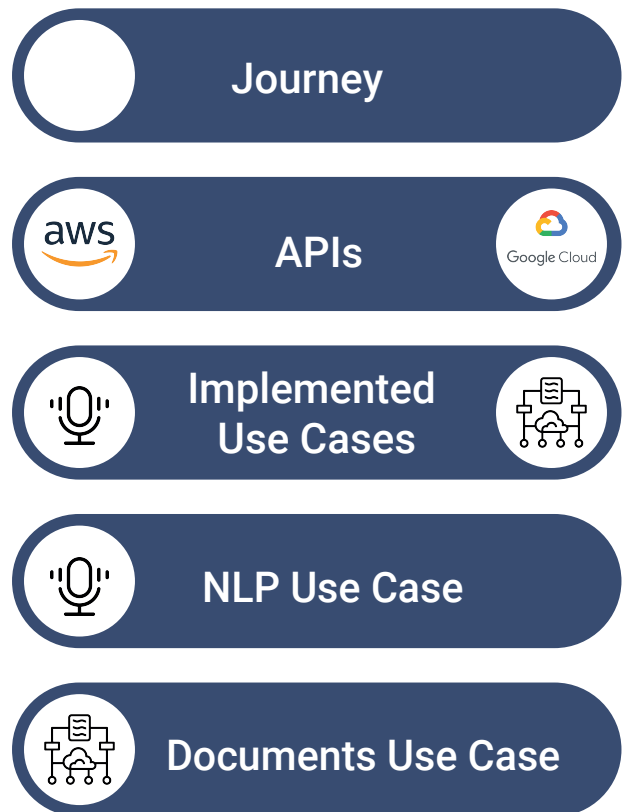 Journey
aws
APIs
Google Cloud
Implemented
Use Cases
NLP Use Case
Documents Use Case